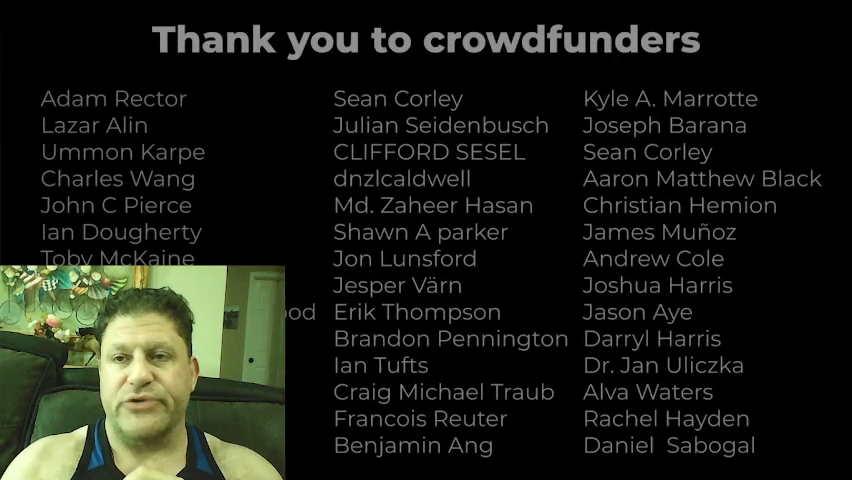 Thank you to crowdfunders
Adam Rector
Lazar Alin
Ummon Karpe
Charles Wang
John C Pierce
Ian Dougherty
Toby McKaine
ood
Sean Corley
Julian Seidenbusch
CLIFFORD SESEL
dnzlcaldwell
Md. Zaheer Hasan
Shawn A parker
Jon Lunsford
Jesper Värn
Erik Thompson
Brandon Pennington
Ian Tufts
Craig Michael Traub
Francois Reuter
Benjamin Ang
Kyle A. Marrotte
Joseph Barana
Sean Corley
Aaron Matthew Black
Christian Hemion
James Muñoz
Andrew Cole
Joshua Harris
Jason Aye
Darryl Harris
Dr. Jan Uliczka
Alva Waters
Rachel Hayden
Daniel  Sabogal